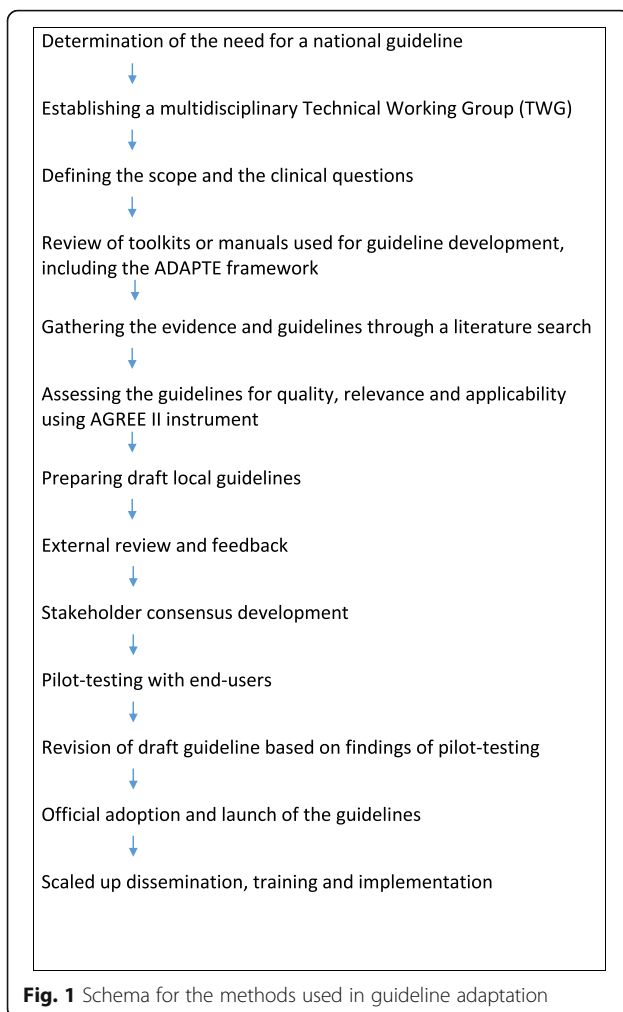 Determination of the need for a national guideline
Establishing a multidisciplinary Technical Working Group (TWG)
Defining the scope and the clinical questions
Review of toolkits or manuals used for guideline development,
including the ADAPTE framework
Gathering the evidence and guidelines through a literature search
Assessing the guidelines for quality, relevance and applicability
using AGREE II instrument
Preparing draft local guidelines
External review and feedback
Stakeholder consensus development
Pilot-testing with end-users
Revision of draft guideline based on findings of pilot-testing
Official adoption and launch of the guidelines
Scaled up dissemination, training and implementation
Fig. 1 Schema for the methods used in guideline adaptation